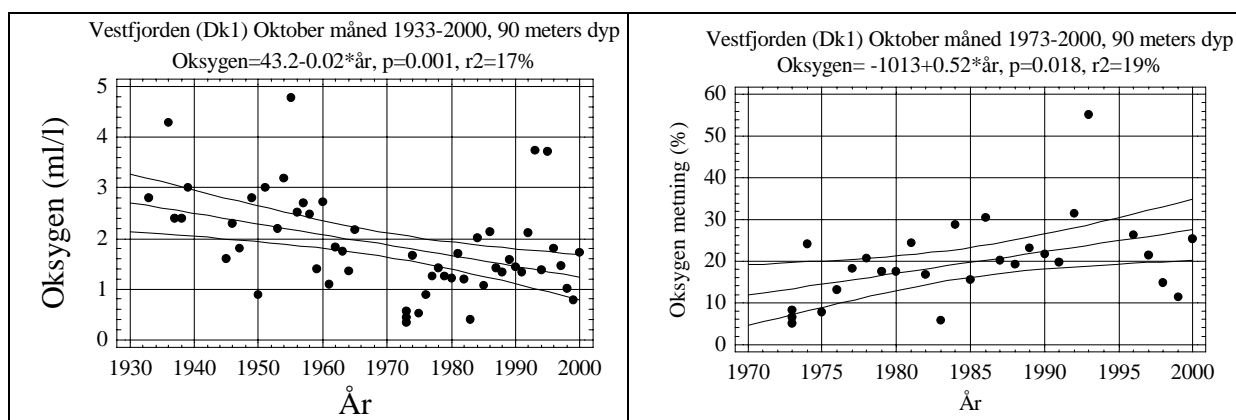 Vestfjorden (Dk1) Oktober måned 1933-2000, 90 meters dyp
Oksygen=43.2-0.02*år, p=0.001, r2=17%
5
4
3
2
1
0
Oksygen (ml/l)
1930 1940 1950 1960 1970 1980 1990 2000
År
Vestfjorden (Dk1) Oktober måned 1973-2000, 90 meters dyp
Oksygen= -1013+0.52*år, p=0.018, r2=19%
60
50
40
30
20
10
0
Oksygen metning (%)
1970 1975 1980 1985 1990 1995 2000
År